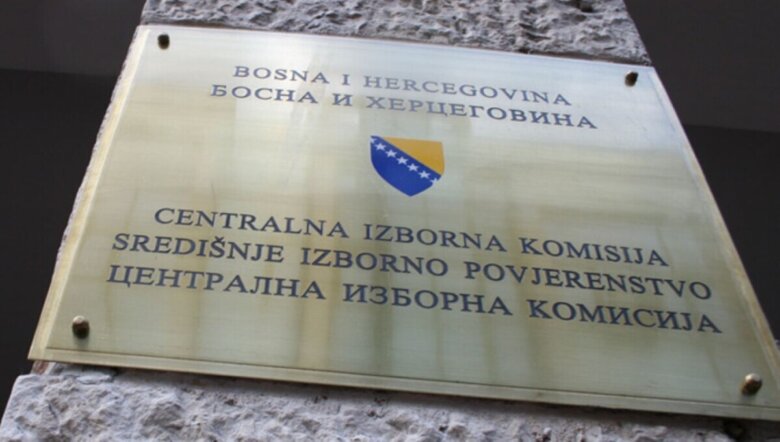 BOSNA I HERCEGOVINA
БОСНА И ХЕРЦЕГОВИНА
CENTRALNA IZBORNA KOMISIJA
SREDIŠNJE IZBORNO POVJERENSTVO
ЦЕНТРАЛНА ИЗБОРНА КОМИСИЈА